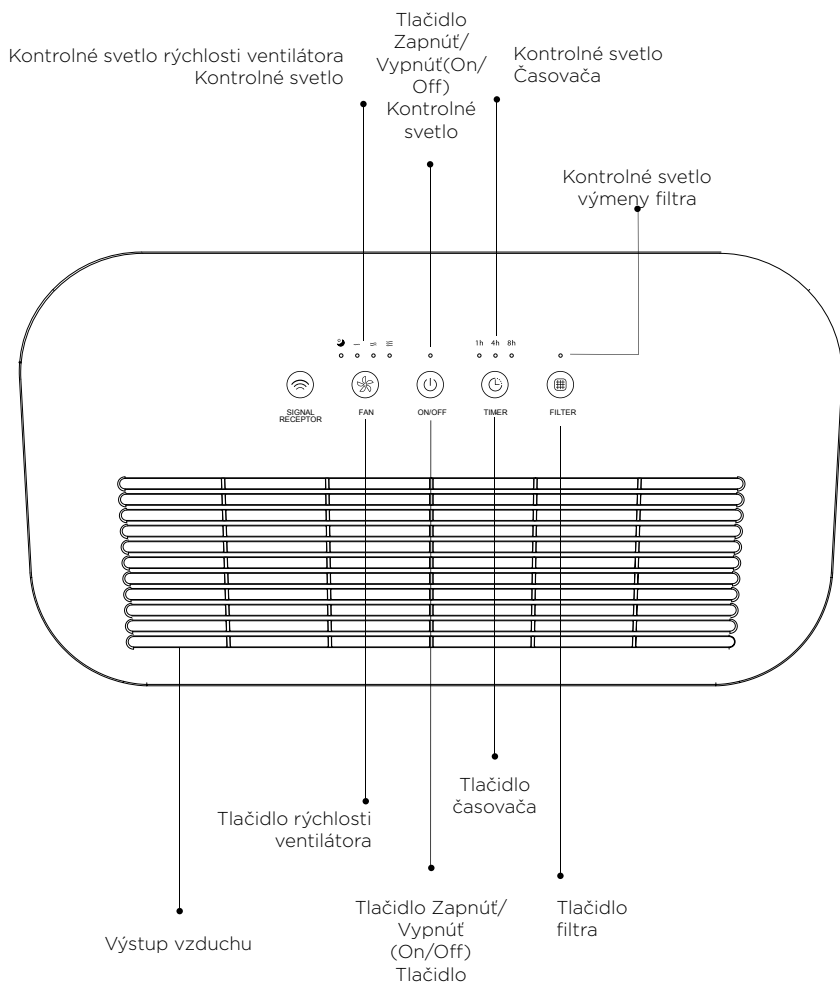 Kontrolné svetlo rýchlosti ventilátora
Kontrolné svetlo
Tlačidlo
Zapnúť/
Vypnúť(On/
Off)
Kontrolné
svetlo
Kontrolné svetlo
Časovača
Kontrolné svetlo
výmeny filtra
1h 4h 8h
SIGNAL
RECEPTOR
FAN
ON/OFF
TIMER
FILTER
Tlačidlo rýchlosti
ventilátora
Tlačidlo
časovača
Výstup vzduchu
Tlačidlo Zapnúť/
Vypnúť
(On/Off)
Tlačidlo
Tlačidlo
filtra